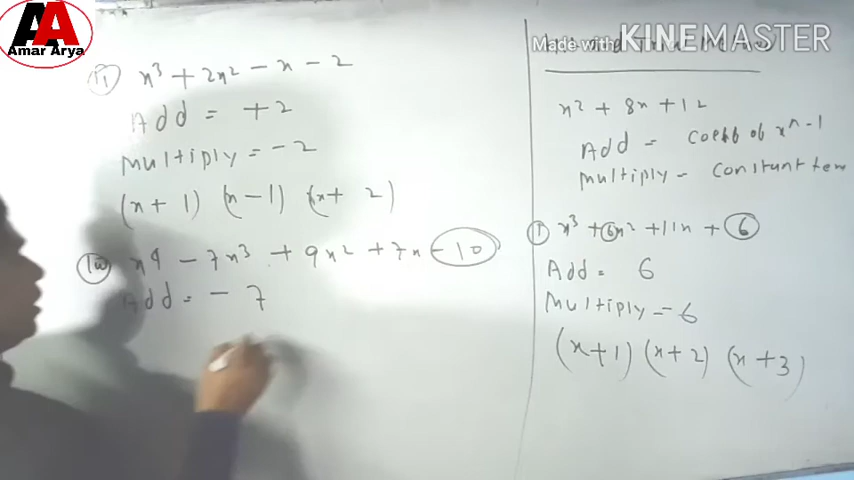 AA
Amar Arya
Made with KINEMASTER
ii) x³ + 2x² - x - 2
Add = +2
Multiply = -2
(x + 1) (x - 1) (x + 2)
x⁴ - 7x³ + 9x² + 7x - 10
Add = - 7
x² + 8x + 12
Add = coeff of x^n-1
Multiply = constant term
i) x³ + 6x² + 11x + 6
Add = 6
Multiply = 6
(x + 1) (x + 2) (x + 3)